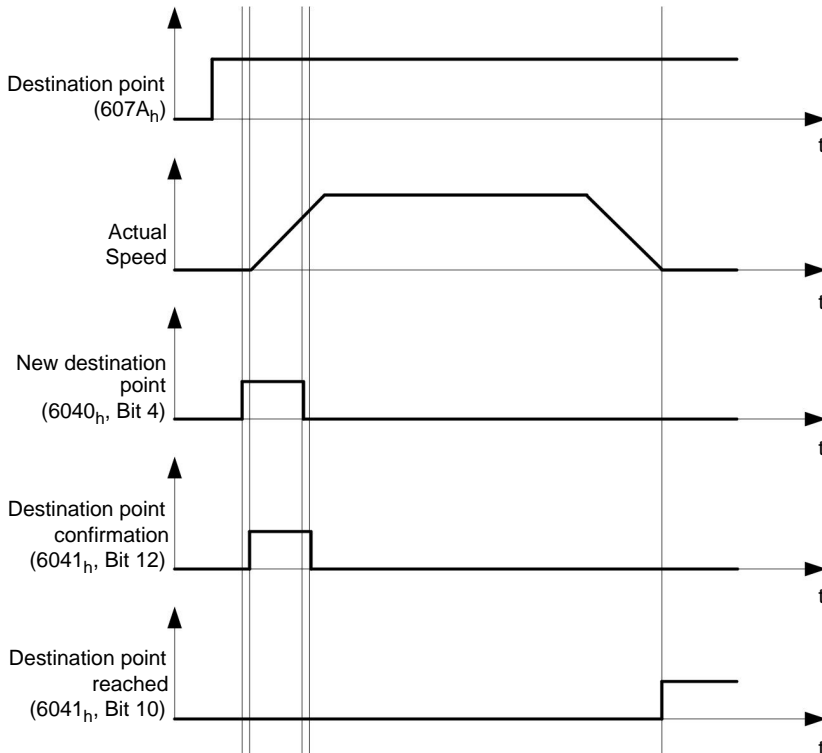 Destination point
(607Ah)
t
Actual
Speed
t
New destination
point
(6040h, Bit 4)
t
Destination point
confirmation
(6041h, Bit 12)
t
Destination point
reached
(6041h, Bit 10)
t